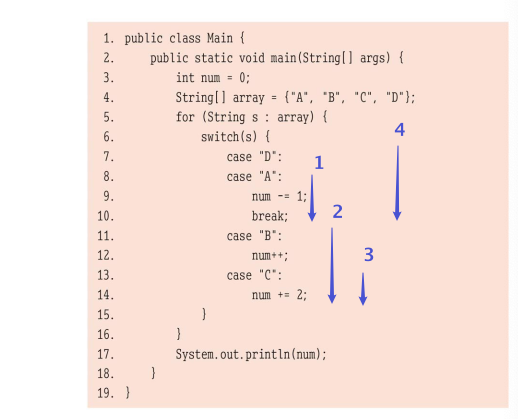 1. public class Main {
2. public static void main(String[] args) {
3. int num = 0;
4. String[] array = {"A", "B", "C", "D"};
5. for (String s : array) {
6. switch(s) {
7. case "D":
8. case "A":
9. num -= 1;
10. break;
11. case "B":
12. num++;
13. case "C":
14. num += 2;
15. }
16. }
17. System.out.println(num);
18. }
19. }
1
2
3
4